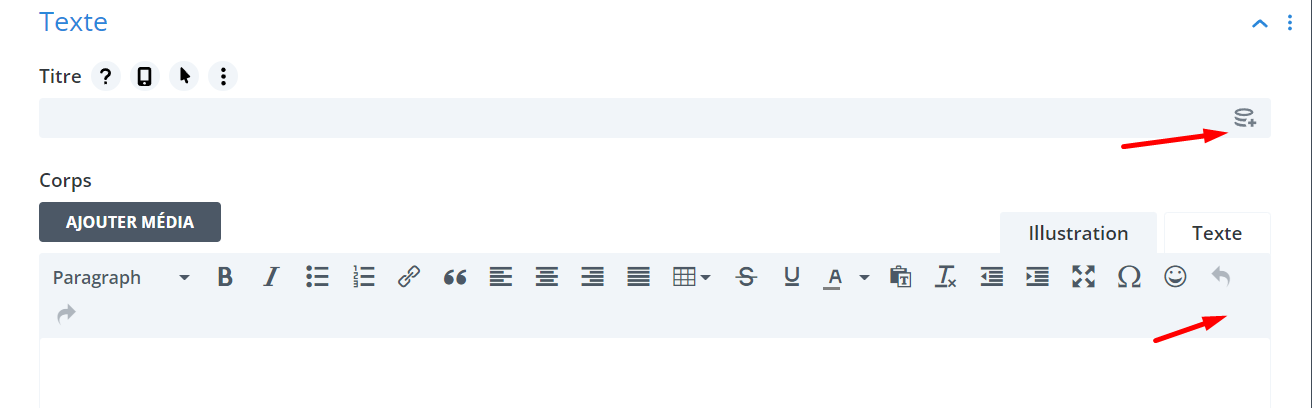 Texte
Titre ?
Corps
AJOUTER MÉDIA
Illustration Texte
Paragraph B I S U A Ω